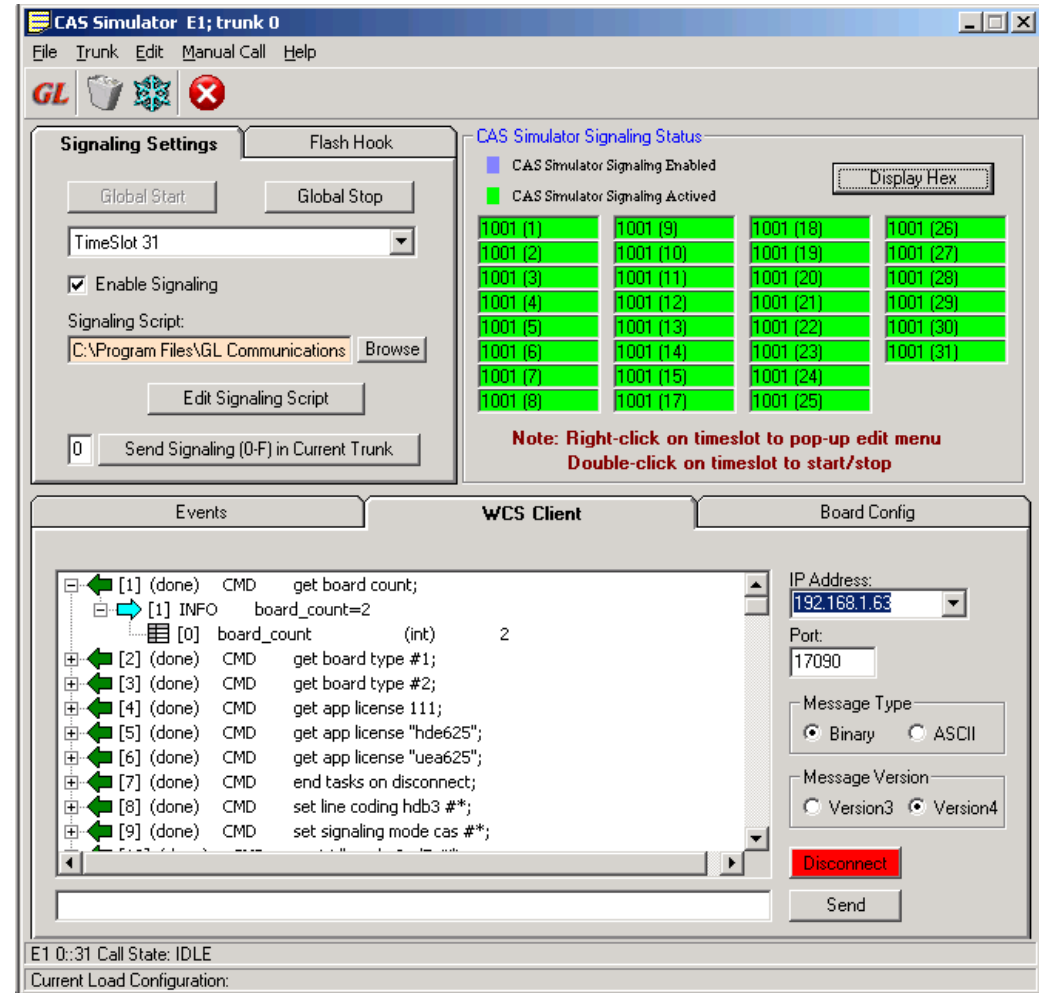 CAS Simulator E1; trunk 0
File Trunk Edit Manual Call Help
GL
Signaling Settings
Flash Hook
Global Start
Global Stop
TimeSlot 31
Enable Signaling
Signaling Script:
C:\Program Files\GL Communications
Browse
Edit Signaling Script
0
Send Signaling (0-F) in Current Trunk
CAS Simulator Signaling Status
CAS Simulator Signaling Enabled
CAS Simulator Signaling Actived
Display Hex
1001 (1) 1001 (9) 1001 (18) 1001 (26)
1001 (2) 1001 (10) 1001 (19) 1001 (27)
1001 (3) 1001 (11) 1001 (20) 1001 (28)
1001 (4) 1001 (12) 1001 (21) 1001 (29)
1001 (5) 1001 (13) 1001 (22) 1001 (30)
1001 (6) 1001 (14) 1001 (23) 1001 (31)
1001 (7) 1001 (15) 1001 (24)
1001 (8) 1001 (17) 1001 (25)
Note: Right-click on timeslot to pop-up edit menu
Double-click on timeslot to start/stop
Events
WCS Client
Board Config
[1] (done) CMD get board count;
[1] INFO board_count=2
[0] board_count (int) 2
[2] (done) CMD get board type #1;
[3] (done) CMD get board type #2;
[4] (done) CMD get app license 111;
[5] (done) CMD get app license "hde625";
[6] (done) CMD get app license "uea625";
[7] (done) CMD end tasks on disconnect;
[8] (done) CMD set line coding hdb3 #*;
[9] (done) CMD set signaling mode cas #*;
IP Address:
192.168.1.63
Port:
17090
Message Type
Binary ASCII
Message Version
Version3 Version4
Disconnect
Send
E1 0::31 Call State: IDLE
Current Load Configuration: